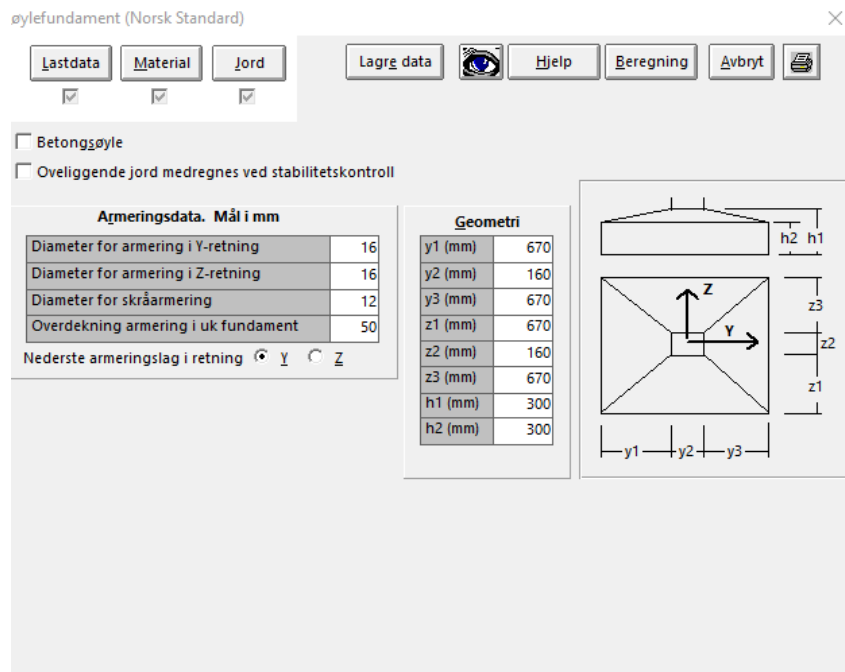 øylefundament (Norsk Standard)
Lastdata Material Jord Lagre data Hjelp Beregning Avbryt
Betongsøyle
Oveliggende jord medregnes ved stabilitetskontroll
Armeringsdata. Mål i mm
Diameter for armering i Y-retning 16
Diameter for armering i Z-retning 16
Diameter for skråarmering 12
Overdekning armering i uk fundament 50
Nederste armeringslag i retning Y Z
Geometri
y1 (mm) 670
y2 (mm) 160
y3 (mm) 670
z1 (mm) 670
z2 (mm) 160
z3 (mm) 670
h1 (mm) 300
h2 (mm) 300
h2 h1
Z
z3
Y
z2
z1
y1 y2 y3